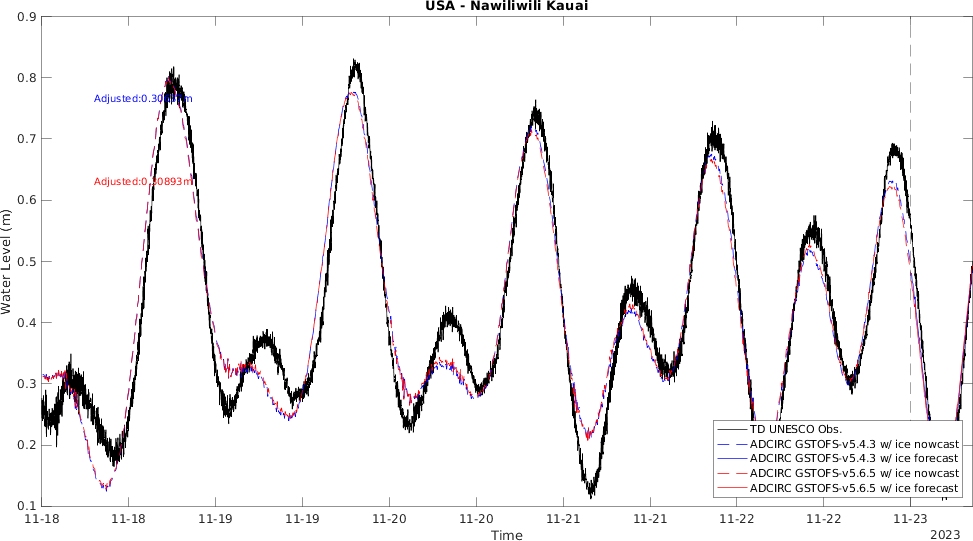 USA - Nawiliwili Kauai
0.9
0.8
0.7
0.6
0.5
0.4
0.3
0.2
0.1
Water Level (m)
Adjusted:0.30893m
TD UNESCO Obs.
ADCIRC GSTOFS-v5.4.3 w/ ice nowcast
ADCIRC GSTOFS-v5.4.3 w/ ice forecast
ADCIRC GSTOFS-v5.6.5 w/ ice nowcast
ADCIRC GSTOFS-v5.6.5 w/ ice forecast
11-18 11-18 11-19 11-19 11-20 11-20 11-21 11-21 11-22 11-22 11-23
Time
2023